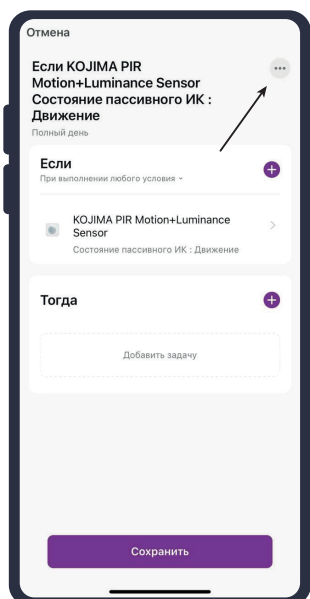 Отмена
Если KOJIMA PIR
Motion+Luminance Sensor
Состояние пассивного ИК :
Движение
Полный день
Если
При выполнении любого условия
KOJIMA PIR Motion+Luminance
Sensor
Состояние пассивного ИК : Движение
Тогда
Добавить задачу
Сохранить